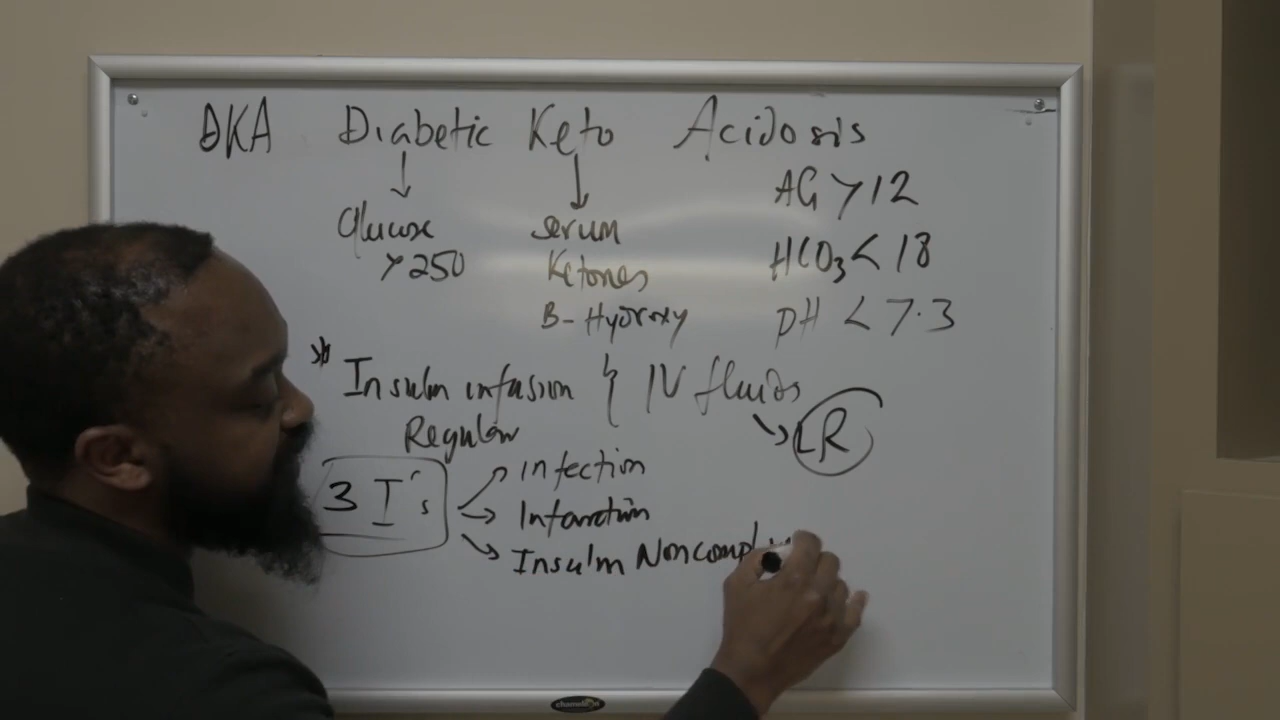 DKA Diabetic Keto Acidosis
Glucose
>250
Serum
Ketones
B-Hydroxy
AG >12
HCO3 < 18
pH < 7.3
* Insulin infusion } IV fluids
Regular
LR
3 I's
Infection
Infarction
Insulin Noncompl
chameleon